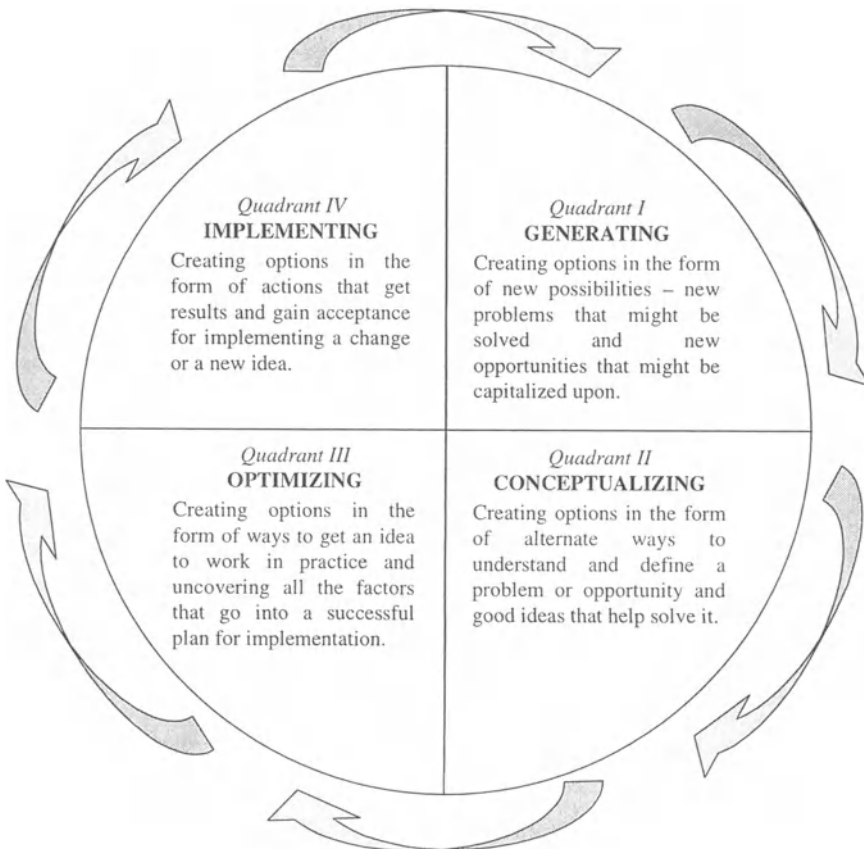 Quadrant IV
IMPLEMENTING
Creating options in the
form of actions that get
results and gain acceptance
for implementing a change
or a new idea.
Quadrant I
GENERATING
Creating options in the form
of new possibilities – new
problems that might be
solved and new
opportunities that might be
capitalized upon.
Quadrant III
OPTIMIZING
Creating options in the
form of ways to get an idea
to work in practice and
uncovering all the factors
that go into a successful
plan for implementation.
Quadrant II
CONCEPTUALIZING
Creating options in the form
of alternate ways to
understand and define a
problem or opportunity and
good ideas that help solve it.